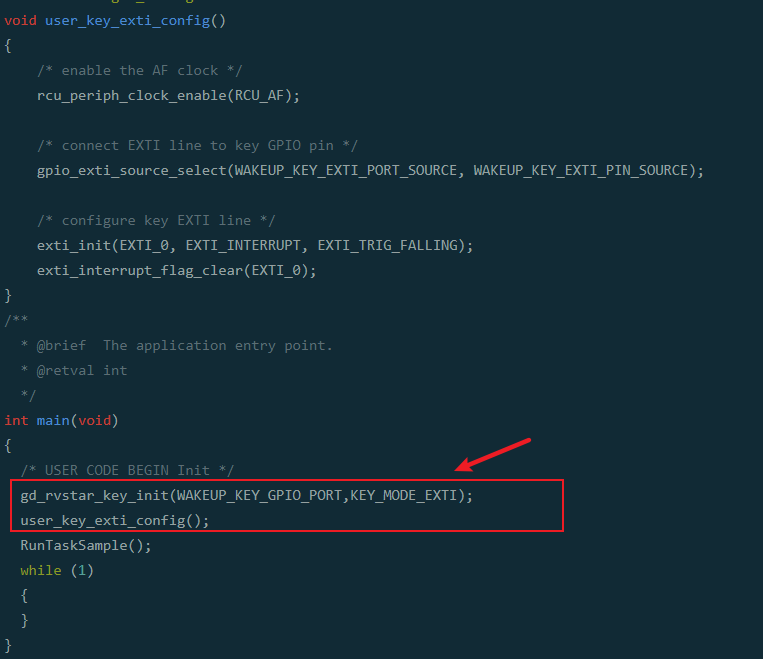 void user_key_exti_config()
{
    /* enable the AF clock */
    rcu_periph_clock_enable(RCU_AF);
    /* connect EXTI line to key GPIO pin */
    gpio_exti_source_select(WAKEUP_KEY_EXTI_PORT_SOURCE, WAKEUP_KEY_EXTI_PIN_SOURCE);
    /* configure key EXTI line */
    exti_init(EXTI_0, EXTI_INTERRUPT, EXTI_TRIG_FALLING);
    exti_interrupt_flag_clear(EXTI_0);
}
/**
  * @brief  The application entry point.
  * @retval int
  */
int main(void)
{
  /* USER CODE BEGIN Init */
  gd_rvstar_key_init(WAKEUP_KEY_GPIO_PORT,KEY_MODE_EXTI);
  user_key_exti_config();
  RunTaskSample();
  while (1)
  {
  }
}